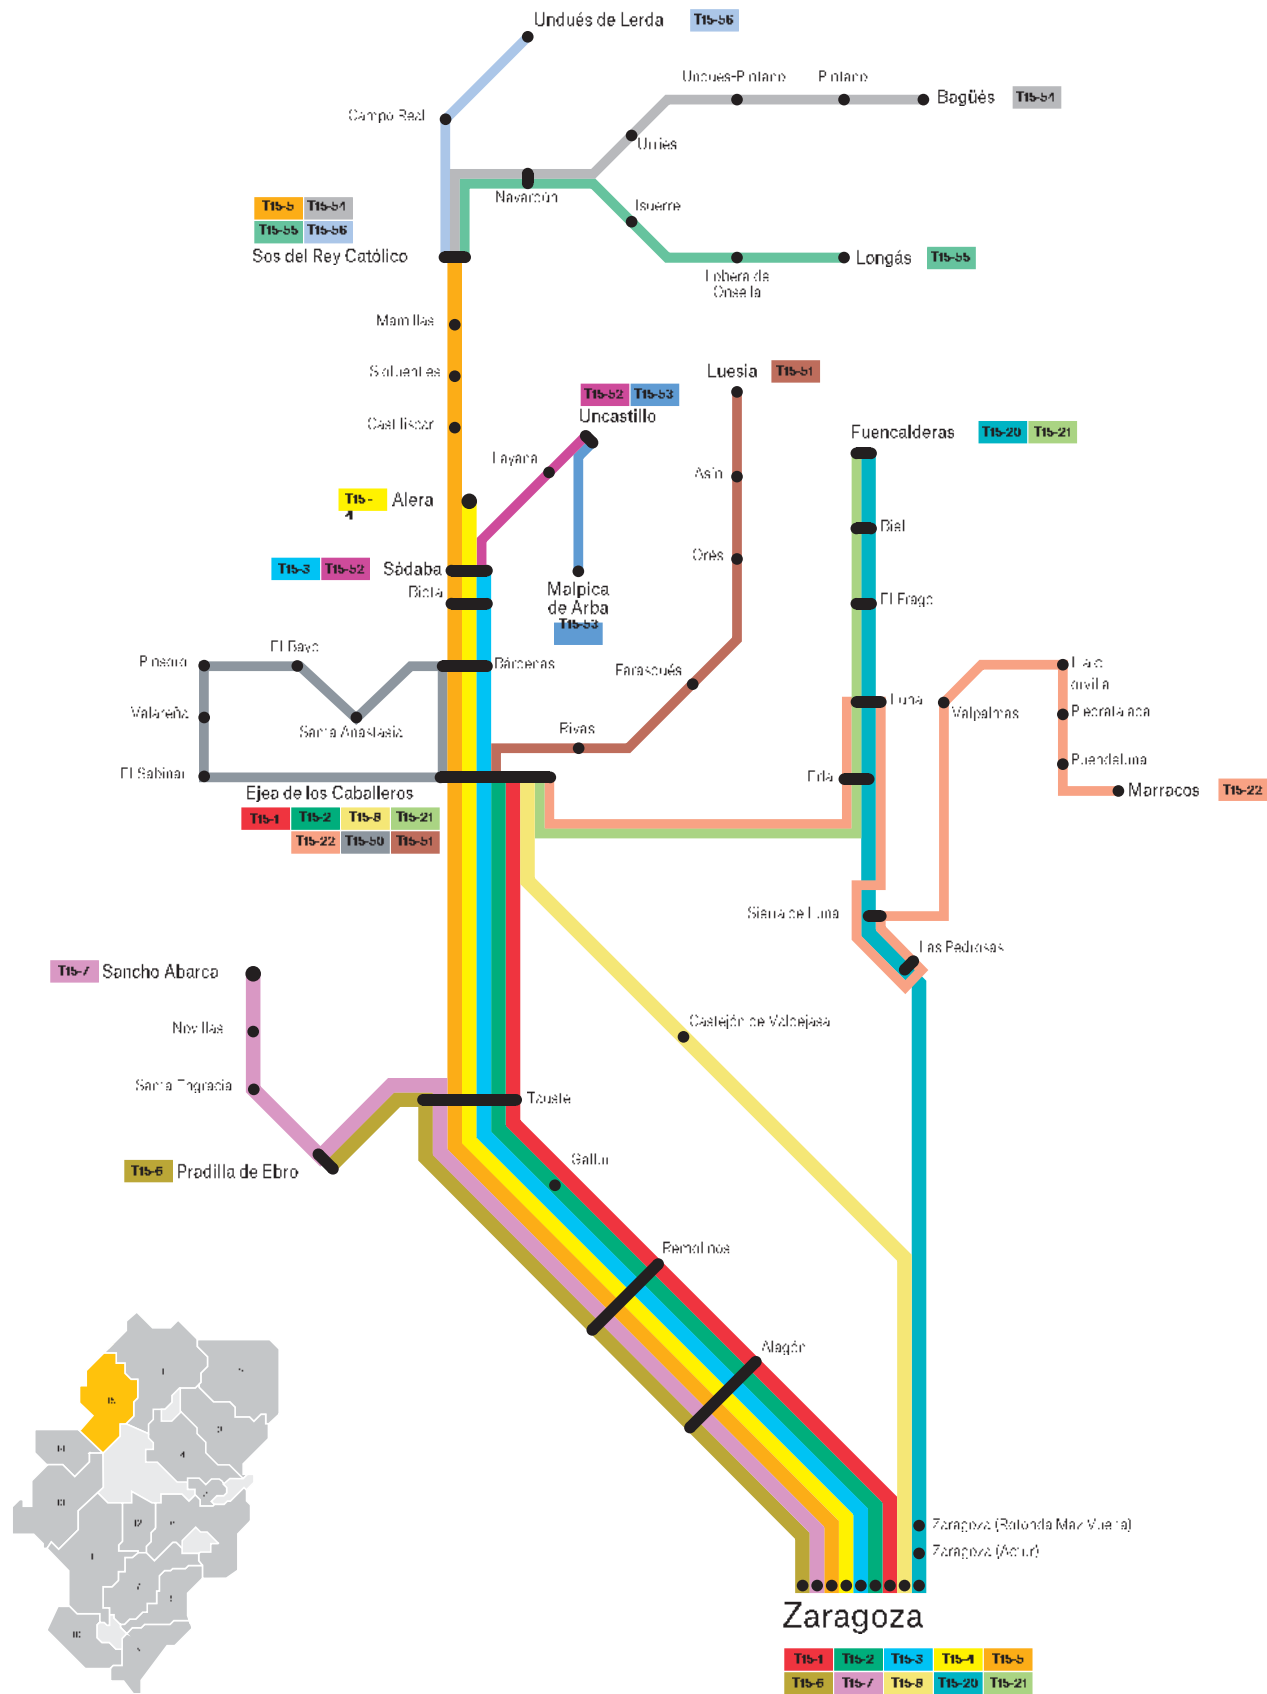 Undués de Lerda
T15-56
Undués-Pintano
Pintano
Bagüés
T15-54
Campo Real
Urriés
Navardún
Isuerre
T15-5
T15-54
T15-55
T15-56
Sos del Rey Católico
Lobera de
Onsella
Longás
T15-55
Mamillas
Sofuentes
Castiliscar
Luesia
T15-51
T15-52
T15-53
Uncastillo
Layana
Fuencalderas
T15-20
T15-21
Asín
T15-
4
Alera
Biel
Orés
T15-3
T15-52
Sádaba
Biota
Malpica
de Arba
T15-53
El Frago
Pinsoro
El Bayo
Bárdenas
Farasdués
Luna
Valareña
Santa Anastasia
Rivas
Valpalmas
Piedratajada
El Sabinar
Erla
Puendeluna
Marracos
T15-22
Ejea de los Caballeros
T15-1
T15-2
T15-8
T15-21
T15-22
T15-50
T15-51
Sierra de Luna
Las Pedrosas
T15-7
Sancho Abarca
Novillas
Castejón de Valdejasa
Santa Engracia
Tauste
T15-6
Pradilla de Ebro
Gallur
Remolinos
Alagón
15
Zaragoza (Actur)
Zaragoza
T15-1
T15-2
T15-3
T15-4
T15-5
T15-6
T15-7
T15-8
T15-20
T15-21